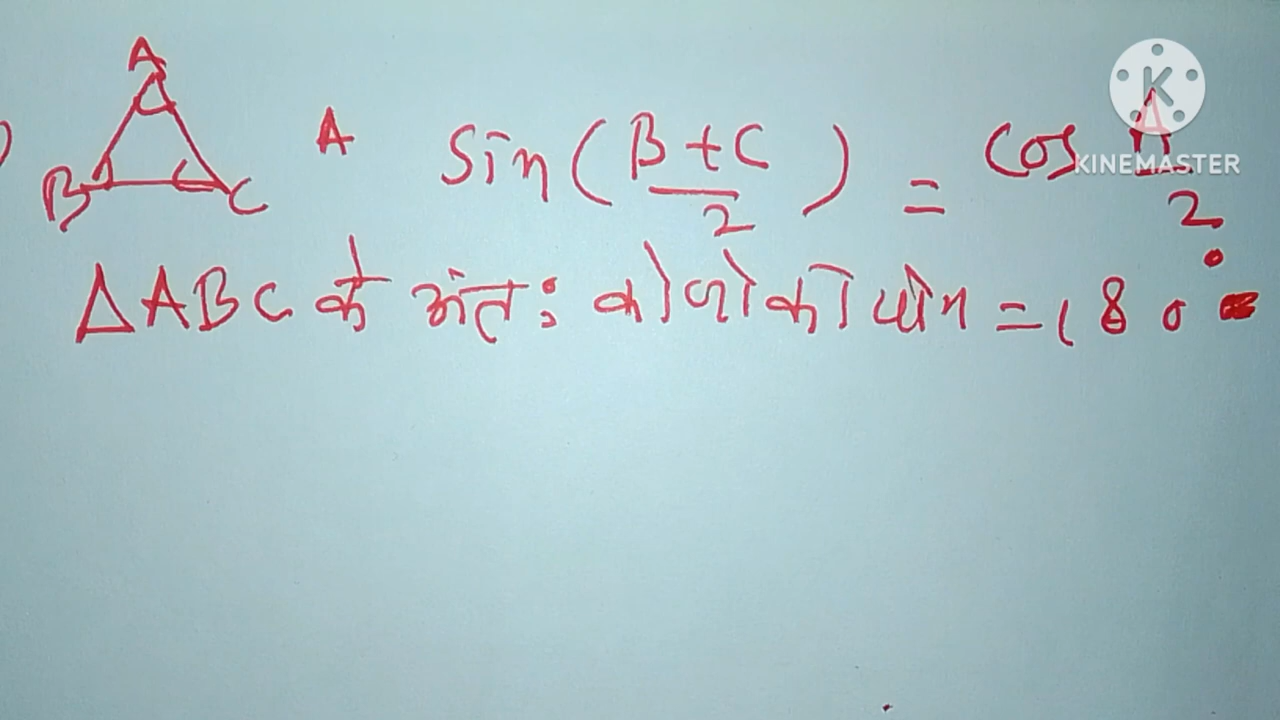 A
B C
A sin(B+C/2) = cos A/2
KINEMASTER
ΔABC के अंत: कोणो का योग = 180°